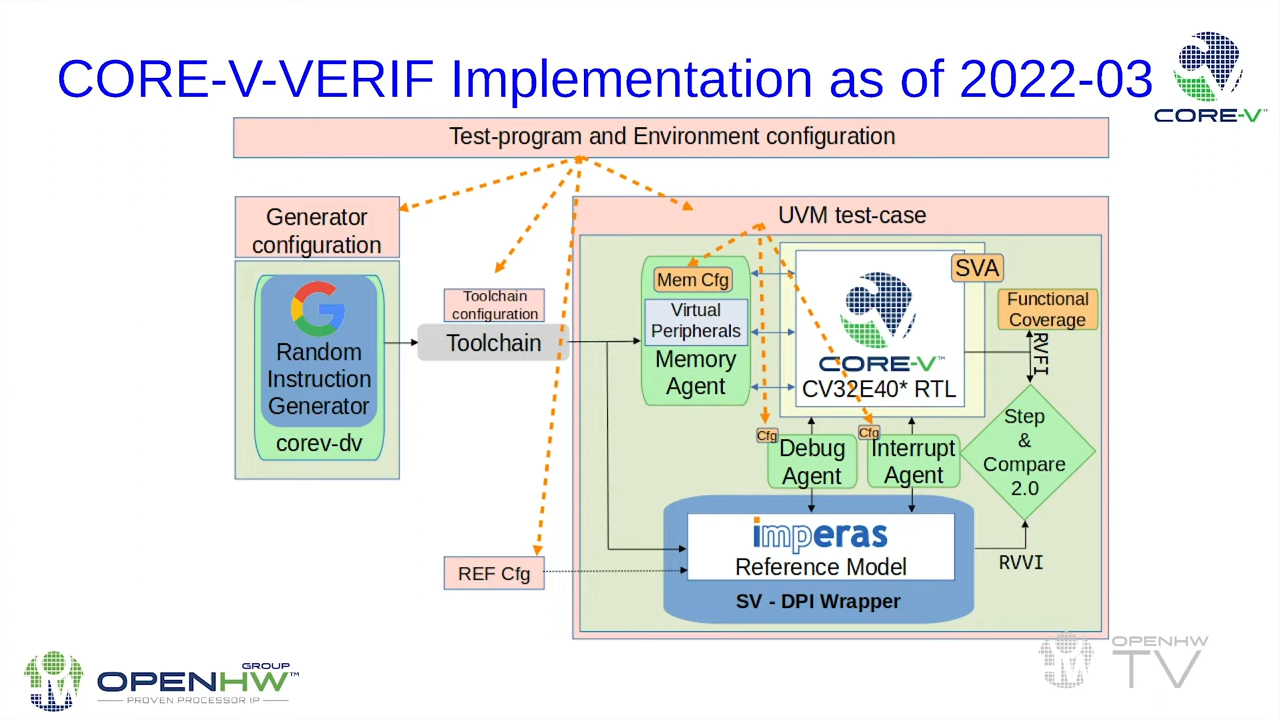 CORE-V-VERIF Implementation as of 2022-03
CORE-V™
Test-program and Environment configuration
Generator
configuration
UVM test-case
Mem Cfg
SVA
Toolchain
configuration
Virtual
Peripherals
Functional
Coverage
Toolchain
Memory
Agent
Random
Instruction
Generator
corev-dv
CORE-V™
CV32E40* RTL
RVFI
Step
&
Compare
2.0
Cfg
Cfg
Debug
Agent
Interrupt
Agent
imperas
Reference Model
REF Cfg
RVVI
SV - DPI Wrapper
GROUP
OPENHW™
PROVEN PROCESSOR IP
OPENHW
TV